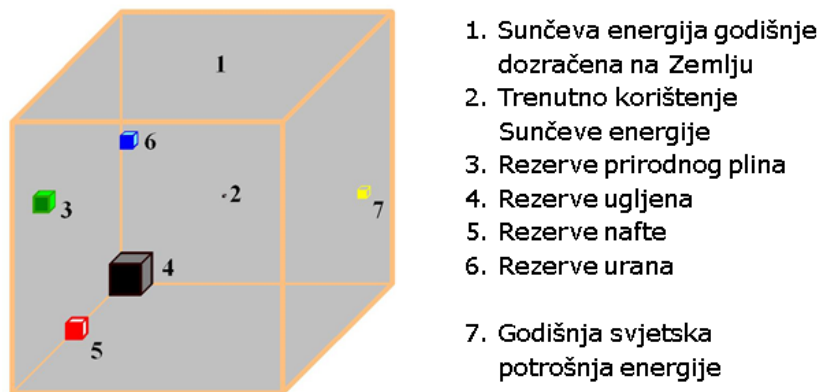 1
6
3
2
7
4
5
1. Sunčeva energija godišnje
dozračena na Zemlju
2. Trenutno korištenje
Sunčeve energije
3. Rezerve prirodnog plina
4. Rezerve ugljena
5. Rezerve nafte
6. Rezerve urana
7. Godišnja svjetska
potrošnja energije